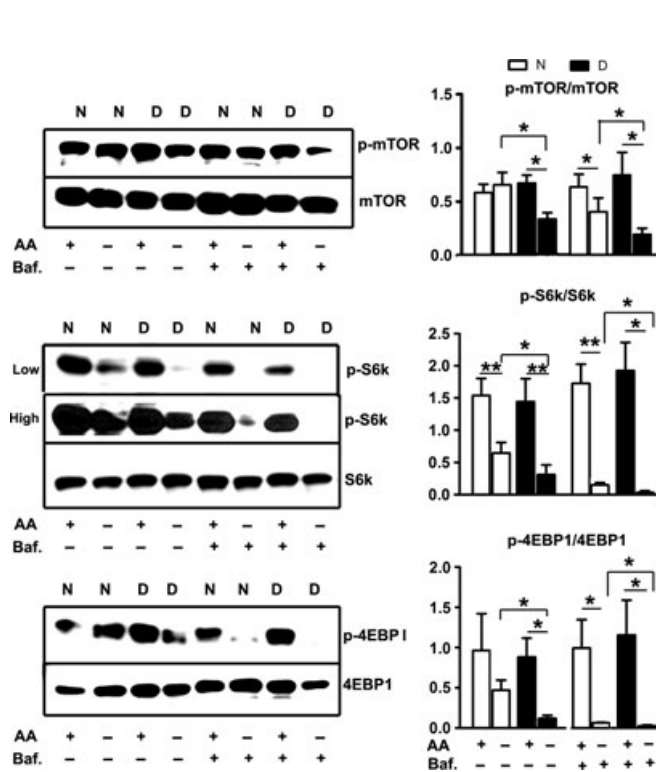 N N D D N N D D
p-mTOR
mTOR
AA + − + − + − + −
Baf. − − − − + + + +
N N D D N N D D
Low p-S6k
High p-S6k
S6k
AA + − + − + − + −
Baf. − − − − + + + +
N N D D N N D D
p-4EBP1
4EBP1
AA + − + − + − + −
Baf. − − − − + + + +
N D
p-mTOR/mTOR
1.5
1.0
0.5
0.0
* * * * *
p-S6k/S6k
2.5
2.0
1.5
1.0
0.5
0.0
** * ** ** * *
p-4EBP1/4EBP1
2.0
1.5
1.0
0.5
0.0
* * * * *
AA + − + − + − + −
Baf. − − − − + + + +